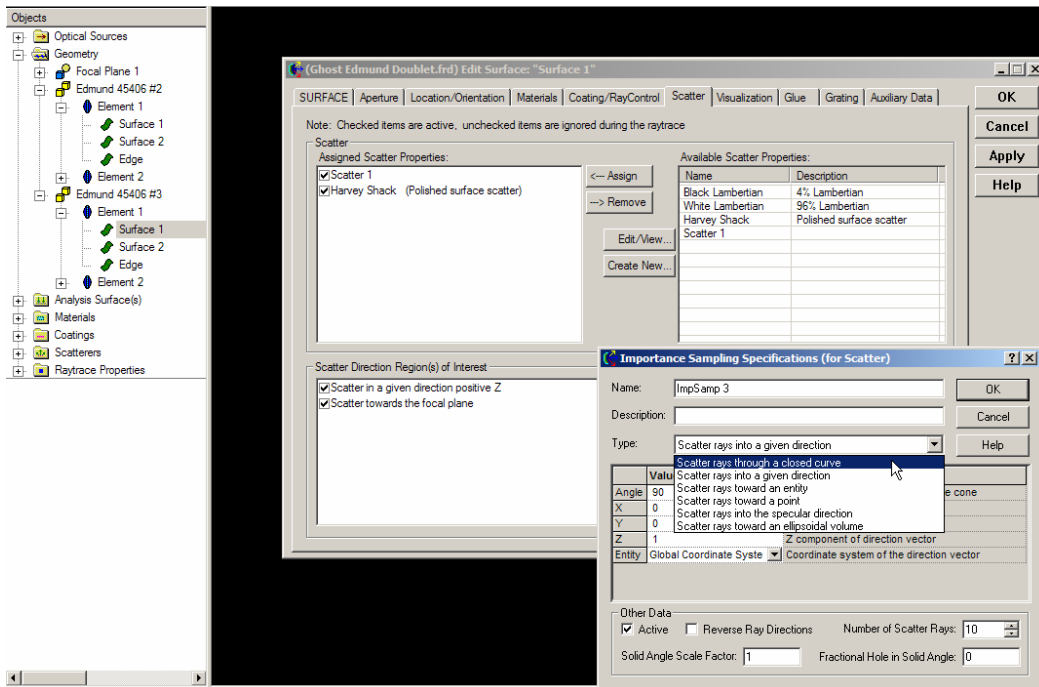 Objects
Optical Sources
Geometry
Focal Plane 1
Edmund 45406 #2
Element 1
Surface 1
Surface 2
Edge
Element 2
Edmund 45406 #3
Element 1
Surface 1
Surface 2
Edge
Element 2
Analysis Surface(s)
Materials
Coatings
Scatterers
Raytrace Properties
(Ghost Edmund Doublet.frd) Edit Surface: "Surface 1"
SURFACE Aperture Location/Orientation Materials Coating/RayControl Scatter Visualization Glue Grating Auxiliary Data
OK
Cancel
Apply
Help
Note: Checked items are active, unchecked items are ignored during the raytrace
Scatter
Assigned Scatter Properties:
Scatter 1
Harvey Shack (Polished surface scatter)
<--- Assign
---> Remove
Edit/View...
Create New...
Available Scatter Properties:
Name Description
Black Lambertian 4% Lambertian
White Lambertian 96% Lambertian
Harvey Shack Polished surface scatter
Scatter 1
Scatter Direction Region(s) of Interest
Scatter in a given direction positive Z
Scatter towards the focal plane
Importance Sampling Specifications (for Scatter)
Name: ImpSamp 3
Description:
Type: Scatter rays into a given direction
OK
Cancel
Help
Scatter rays through a closed curve
Scatter rays into a given direction
Scatter rays toward an entity
Scatter rays toward a point
Scatter rays into the specular direction
Scatter rays toward an ellipsoidal volume
Valu
Angle 90 e cone
X 0
Y 0
Z 1 Z component of direction vector
Entity Global Coordinate Syste Coordinate system of the direction vector
Other Data
Active Reverse Ray Directions Number of Scatter Rays: 10
Solid Angle Scale Factor: 1 Fractional Hole in Solid Angle: 0